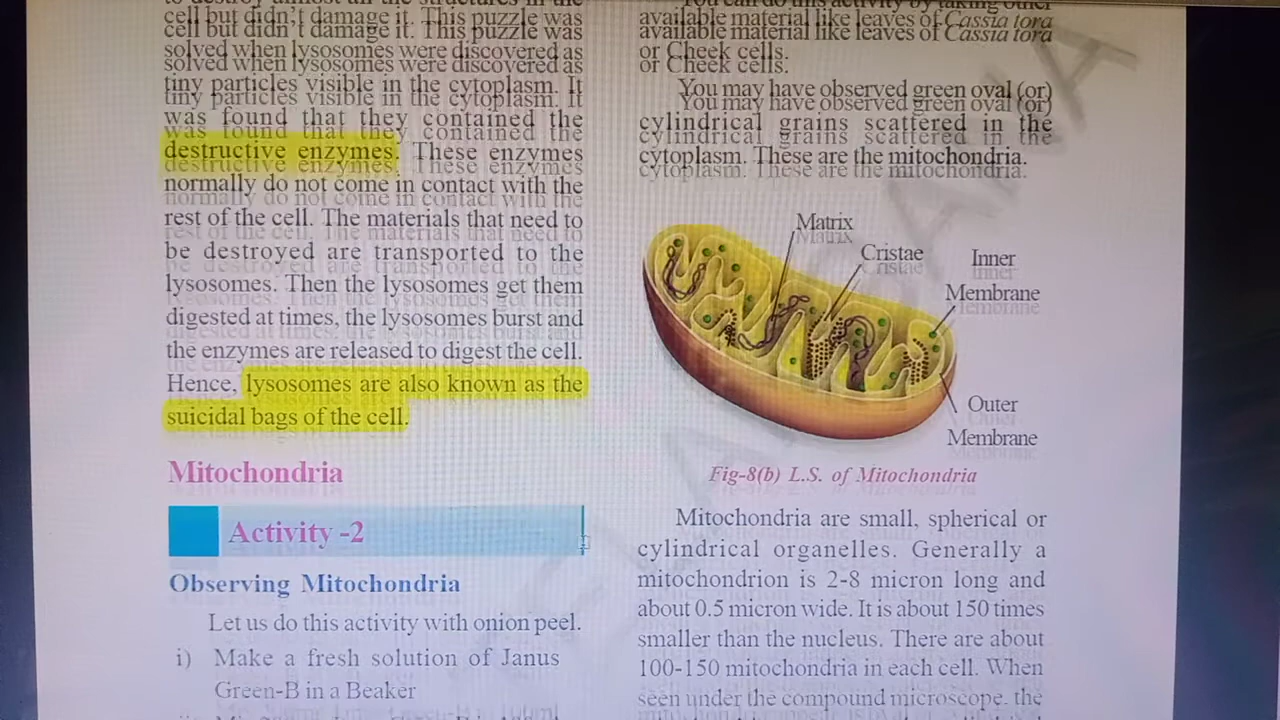 cell but didn't damage it. This puzzle was
solved when lysosomes were discovered as
tiny particles visible in the cytoplasm. It
was found that they contained the
destructive enzymes. These enzymes
normally do not come in contact with the
rest of the cell. The materials that need to
be destroyed are transported to the
lysosomes. Then the lysosomes get them
digested at times, the lysosomes burst and
the enzymes are released to digest the cell.
Hence, lysosomes are also known as the
suicidal bags of the cell.
Mitochondria
Activity -2
Observing Mitochondria
Let us do this activity with onion peel.
i) Make a fresh solution of Janus
Green-B in a Beaker
You can do this activity by taking other
available material like leaves of Cassia tora
or Cheek cells.
You may have observed green oval (or)
cylindrical grains scattered in the
cytoplasm. These are the mitochondria.
Matrix
Cristae
Inner
Membrane
Outer
Membrane
Fig-8(b) L.S. of Mitochondria
Mitochondria are small, spherical or
cylindrical organelles. Generally a
mitochondrion is 2-8 micron long and
about 0.5 micron wide. It is about 150 times
smaller than the nucleus. There are about
100-150 mitochondria in each cell. When
seen under the compound microscope, the